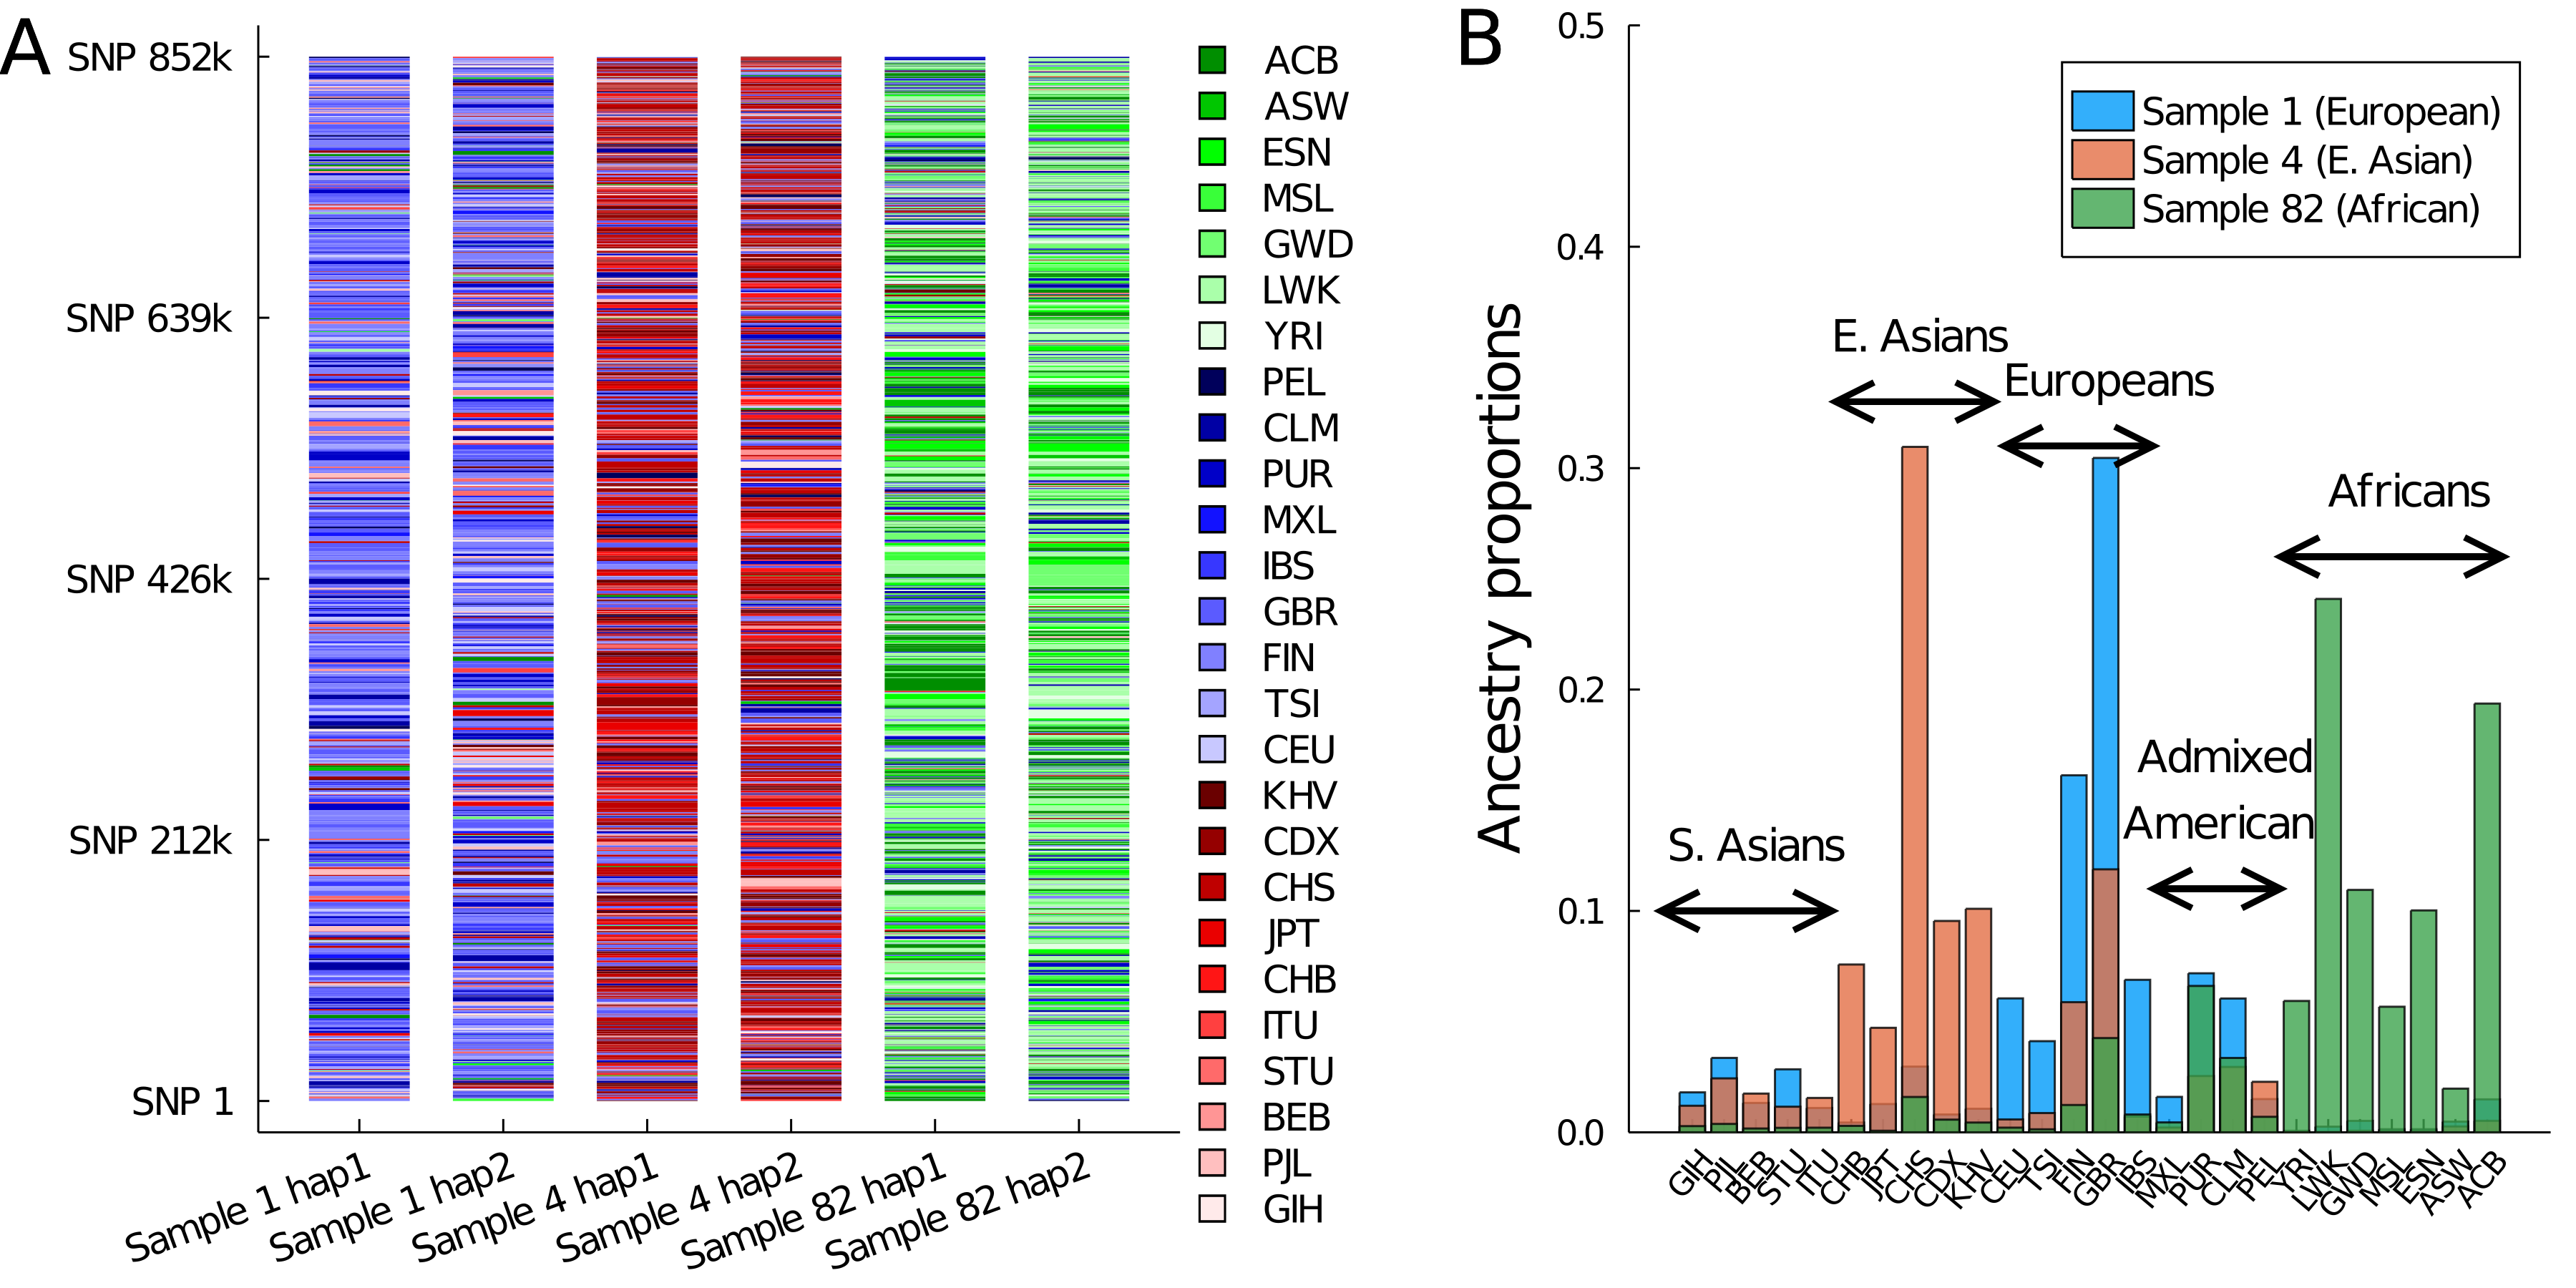 A
SNP 852k
SNP 639k
SNP 426k
SNP 212k
SNP 1
Sample 1 hap1
Sample 1 hap2
Sample 4 hap1
Sample 4 hap2
Sample 82 hap1
Sample 82 hap2
ACB
ASW
ESN
MSL
GWD
LWK
YRI
PEL
CLM
PUR
MXL
IBS
GBR
FIN
TSI
CEU
KHV
CDX
CHS
JPT
CHB
ITU
STU
BEB
PJL
GIH
B
Ancestry proportions
0.5
0.4
0.3
0.2
0.1
0.0
Sample 1 (European)
Sample 4 (E. Asian)
Sample 82 (African)
E. Asians
Europeans
Africans
Admixed
American
S. Asians
GIH
PJL
BEB
STU
ITU
CHB
JPT
CHS
CDX
KHV
CEU
TSI
FIN
GBR
IBS
MXL
PUR
CLM
PEL
YRI
LWK
GWD
MSL
ESN
ASW
ACB